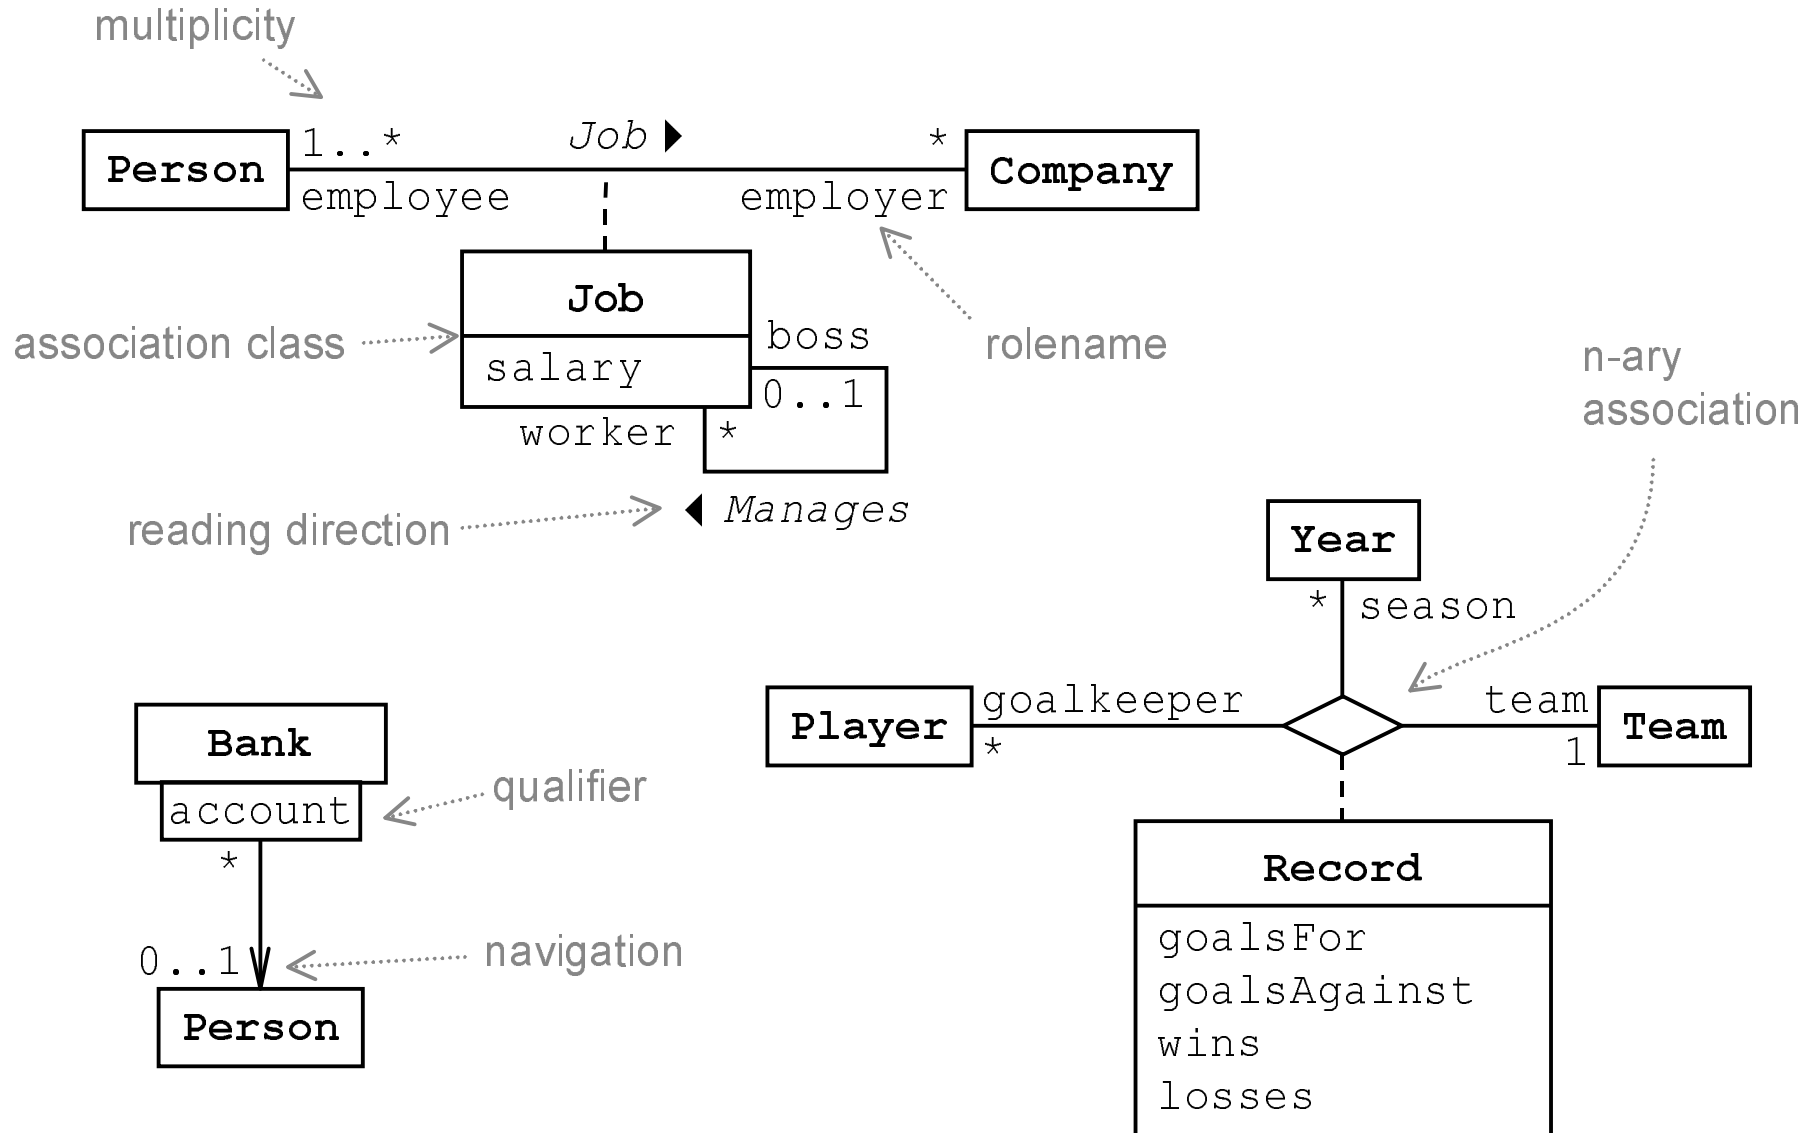 multiplicity
Person
1..*
Job
*
Company
employee
employer
Job
salary
association class
boss
0..1
worker
*
rolename
reading direction
Manages
n-ary
association
Year
*
season
Player
goalkeeper
*
team
1
Team
Record
goalsFor
goalsAgainst
wins
losses
Bank
account
qualifier
*
0..1
navigation
Person